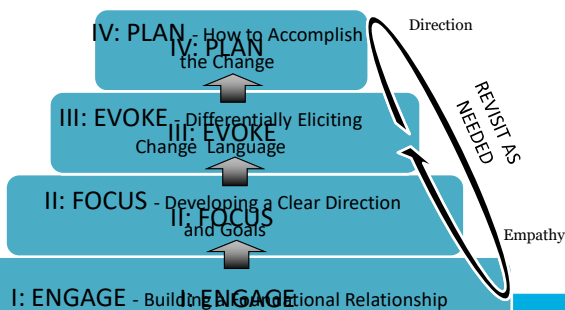 IV: PLAN - How to Accomplish
the Change
IV: PLAN
Direction
REVISIT AS
NEEDED
III: EVOKE - Differentially Eliciting
Change Language
III: EVOKE
II: FOCUS - Developing a Clear Direction
and Goals
II: FOCUS
Empathy
I: ENGAGE - Building a Foundational Relationship
I: ENGAGE